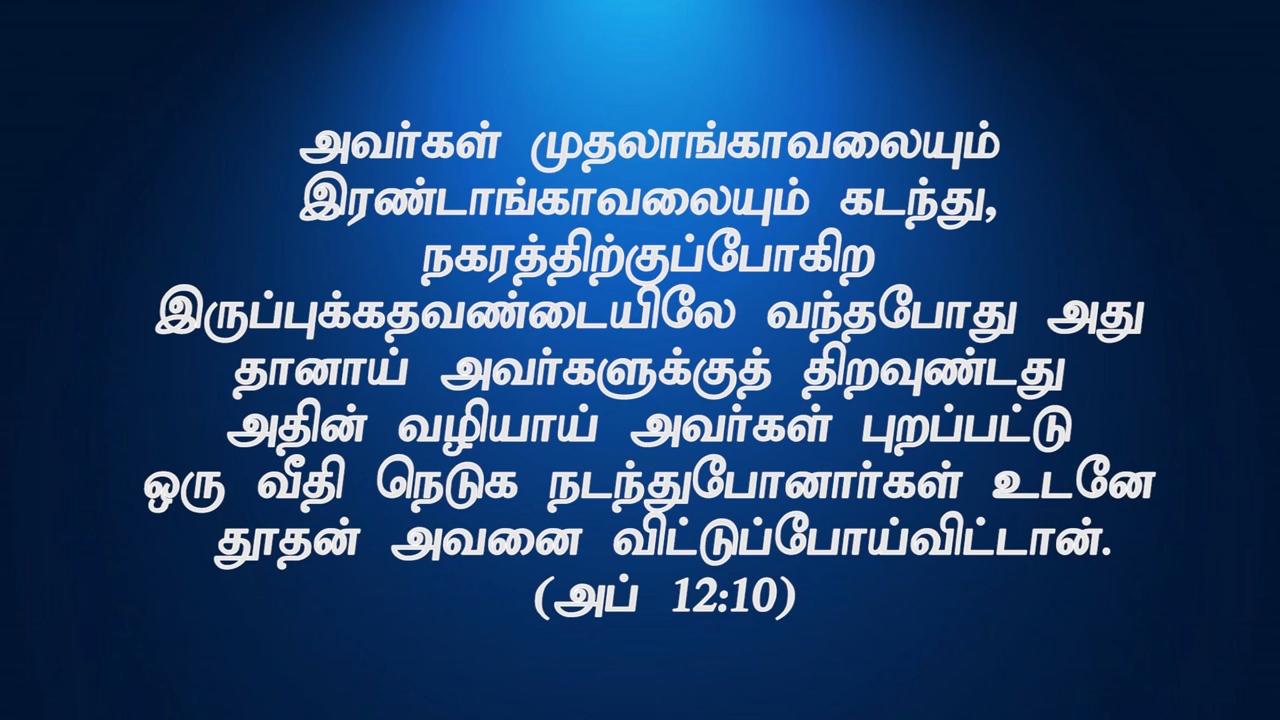 அவர்கள் முதலாங்காவலையும்
இரண்டாங்காவலையும் கடந்து,
நகரத்திற்குப்போகிற
இருப்புக்கதவண்டையிலே வந்தபோது அது
தானாய் அவர்களுக்குத் திறவுண்டது
அதின் வழியாய் அவர்கள் புறப்பட்டு
ஒரு வீதி நெடுக நடந்துபோனார்கள் உடனே
தூதன் அவனை விட்டுப்போய்விட்டான்.
(அப் 12:10)